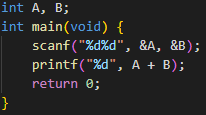 int A, B;
int main(void) {
    scanf("%d%d", &A, &B);
    printf("%d", A + B);
    return 0;
}